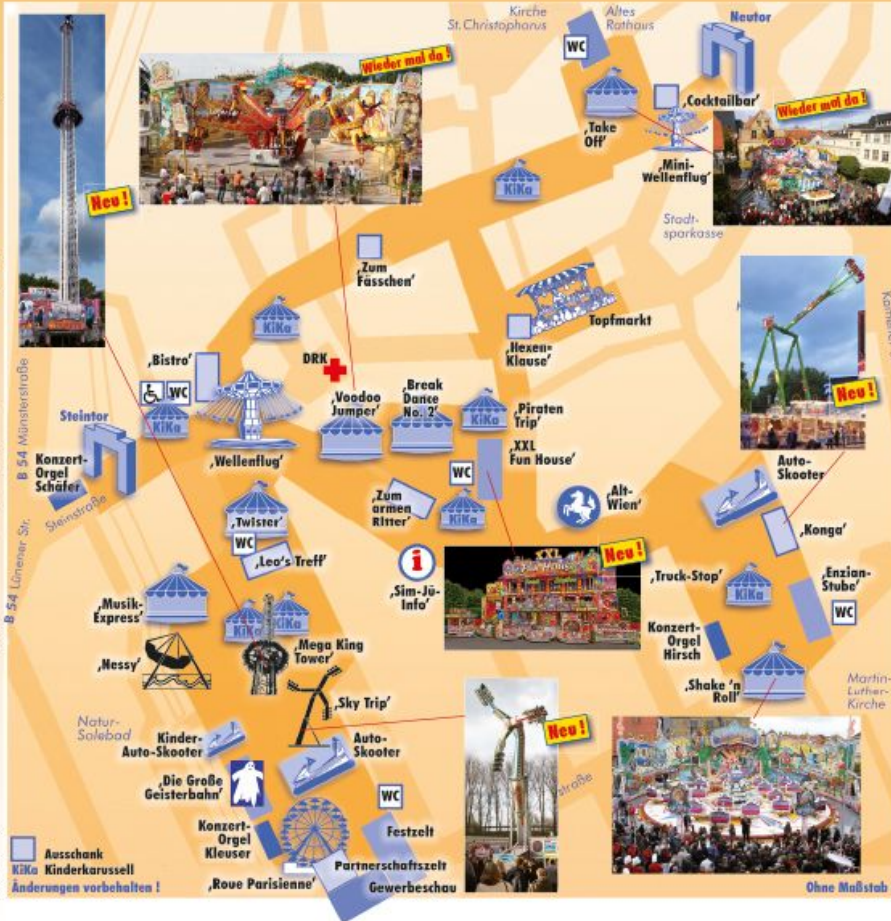 Kirche
St. Christophorus
Altes
Rathaus
Neutor
WC
Wieder mal da !
‚Cocktailbar'
Wieder mal da !
‚Take
Off'
‚Mini-
Wellenflug'
Neu !
KiKa
Stadt-
sparkasse
‚Zum
Fässchen'
KiKa
Topfmarkt
‚Hexen-
Klause'
‚Bistro'
DRK
‚Break
Dance
No. 2'
‚Voodoo
Jumper'
KiKa
‚Piraten
Trip'
Neu !
WC
KiKa
B 54 Münsterstraße
Steintor
‚XXL
Fun House'
Konzert-
Orgel
Schäfer
‚Wellenflug'
WC
Auto-
Skooter
Steinstraße
‚Zum
armen
Ritter'
KiKa
‚Alt-
Wien'
‚Konga'
B 54 Lünener Str.
‚Twister'
WC
‚Leo's Treff'
i
‚Sim-Jü-
Info'
XXL
Neu !
‚Truck-Stop'
KiKa
‚Enzian-
Stube'
WC
‚Musik-
Express'
KiKa
KiKa
‚Mega King
Tower'
Konzert-
Orgel
Hirsch
‚Nessy'
‚Shake 'n
Roll'
Martin-
Luther-
Kirche
‚Sky Trip'
Natur-
Solebad
Kinder-
Auto-Skooter
Auto-
Skooter
Neu !
straße
‚Die Große
Geisterbahn'
WC
Konzert-
Orgel
Kleuser
Festzelt
Partnerschaftszelt
‚Roue Parisienne'
Gewerbeschau
Ausschank
KiKa Kinderkarussell
Änderungen vorbehalten !
Ohne Maßstab